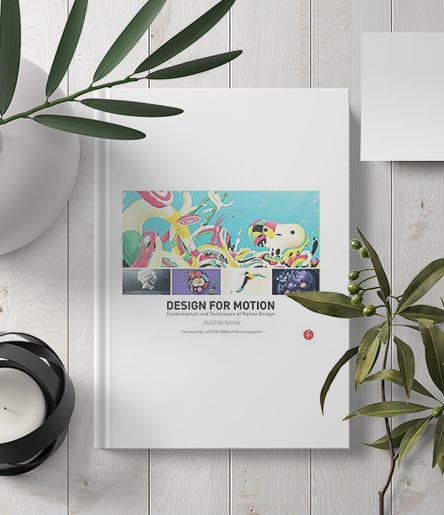 DESIGN FOR MOTION
Fundamentals and Techniques of Motion Design
AUSTIN SHAW
Foreword by JUSTIN CONE of Motionographer